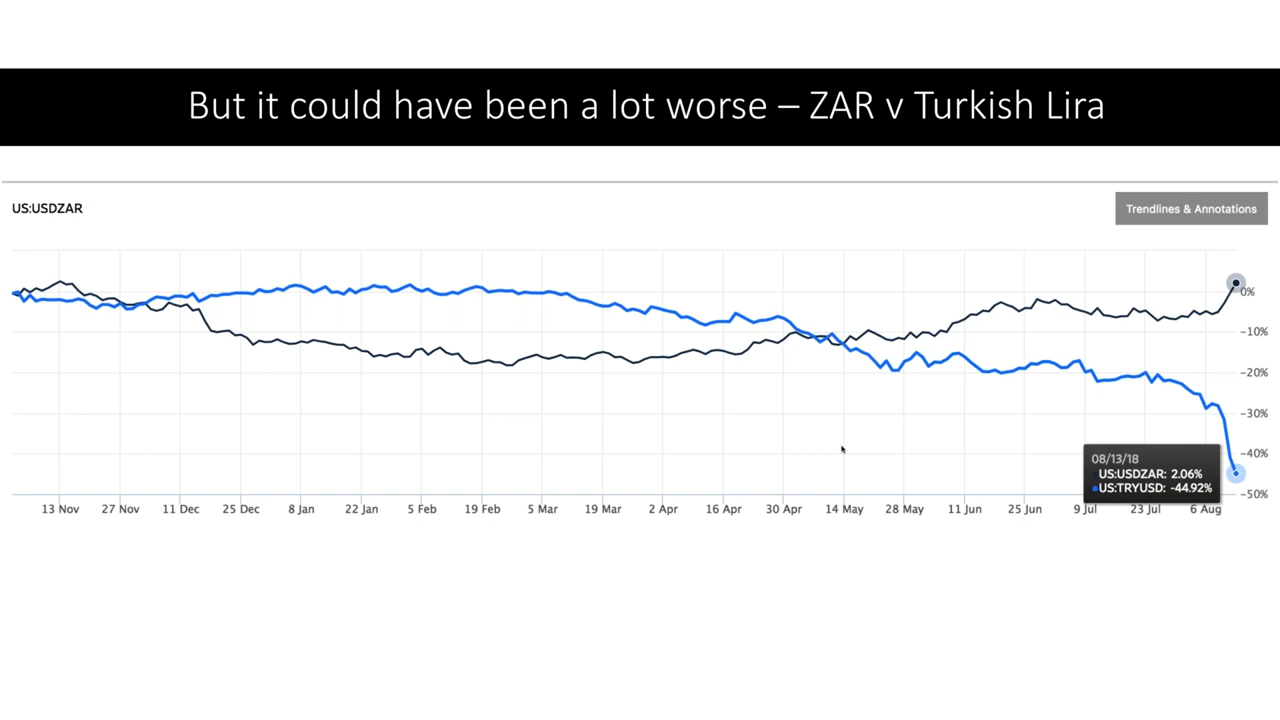 But it could have been a lot worse – ZAR v Turkish Lira
US:USDZAR
Trendlines & Annotations
0%
-10%
-20%
-30%
-40%
-50%
08/13/18
US:USDZAR: 2.06%
US:TRYUSD: -44.92%
13 Nov 27 Nov 11 Dec 25 Dec 8 Jan 22 Jan 5 Feb 19 Feb 5 Mar 19 Mar 2 Apr 16 Apr 30 Apr 14 May 28 May 11 Jun 25 Jun 9 Jul 23 Jul 6 Aug